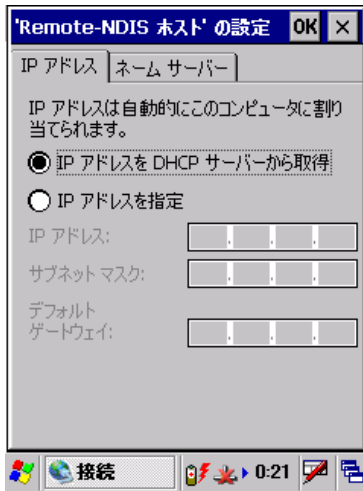 'Remote-NDIS ホスト' の設定 OK ×
IP アドレス ネーム サーバー
IP アドレスは自動的にこのコンピュータに割り
当てられます。
IP アドレスを DHCP サーバーから取得
IP アドレスを指定
IP アドレス:
サブネット マスク:
デフォルト
ゲートウェイ:
接続 0:21